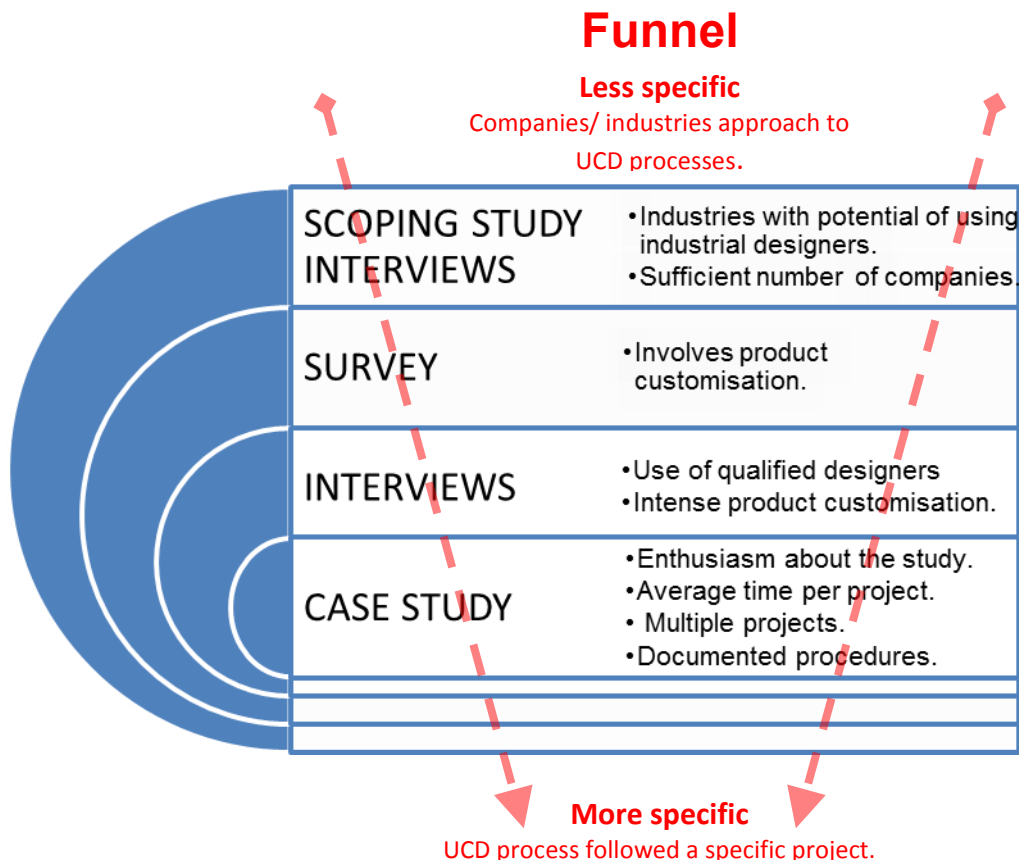 Funnel
Less specific
Companies/ industries approach to
UCD processes.
SCOPING STUDY
INTERVIEWS
•Industries with potential of using
industrial designers.
•Sufficient number of companies.
SURVEY
•Involves product
customisation.
INTERVIEWS
•Use of qualified designers
•Intense product customisation.
CASE STUDY
•Enthusiasm about the study.
•Average time per project.
• Multiple projects.
•Documented procedures.
More specific
UCD process followed a specific project.